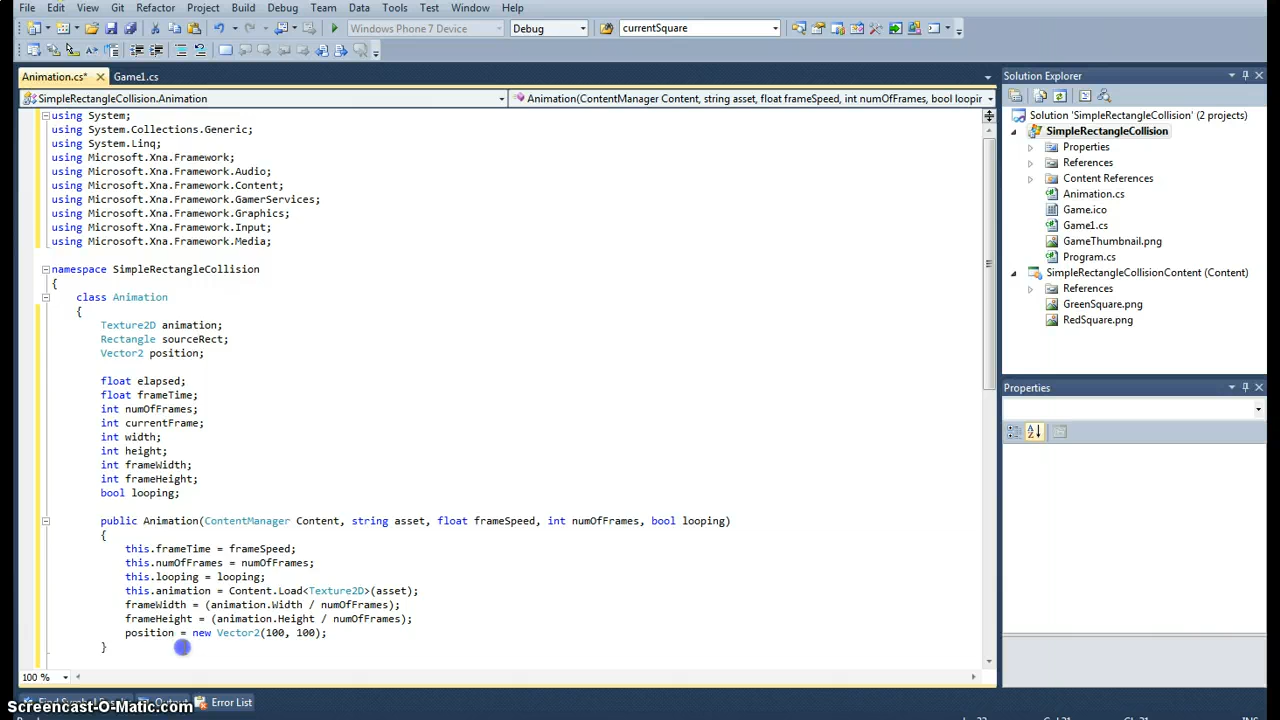 File Edit View Git Refactor Project Build Debug Team Data Tools Test Window Help
Windows Phone 7 Device Debug currentSquare
Animation.cs* Game1.cs
SimpleRectangleCollision.Animation Animation(ContentManager Content, string asset, float frameSpeed, int numOfFrames, bool loopin
using System;
using System.Collections.Generic;
using System.Linq;
using Microsoft.Xna.Framework;
using Microsoft.Xna.Framework.Audio;
using Microsoft.Xna.Framework.Content;
using Microsoft.Xna.Framework.GamerServices;
using Microsoft.Xna.Framework.Graphics;
using Microsoft.Xna.Framework.Input;
using Microsoft.Xna.Framework.Media;
namespace SimpleRectangleCollision
{
class Animation
{
Texture2D animation;
Rectangle sourceRect;
Vector2 position;
float elapsed;
float frameTime;
int numOfFrames;
int currentFrame;
int width;
int height;
int frameWidth;
int frameHeight;
bool looping;
public Animation(ContentManager Content, string asset, float frameSpeed, int numOfFrames, bool looping)
{
this.frameTime = frameSpeed;
this.numOfFrames = numOfFrames;
this.looping = looping;
this.animation = Content.Load<Texture2D>(asset);
frameWidth = (animation.Width / numOfFrames);
frameHeight = (animation.Height / numOfFrames);
position = new Vector2(100, 100);
}
100 %
Error List
Screencast-O-Matic.com
Solution Explorer
Solution 'SimpleRectangleCollision' (2 projects)
SimpleRectangleCollision
Properties
References
Content References
Animation.cs
Game.ico
Game1.cs
GameThumbnail.png
Program.cs
SimpleRectangleCollisionContent (Content)
References
GreenSquare.png
RedSquare.png
Properties